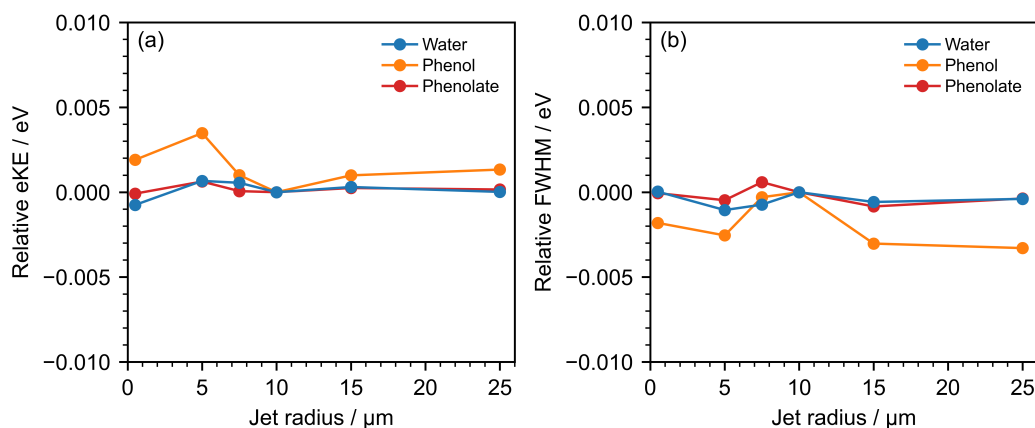 (a)
Water
Phenol
Phenolate
0.010
0.005
0.000
−0.005
−0.010
Relative eKE / eV
0 5 10 15 20 25
Jet radius / µm
(b)
Water
Phenol
Phenolate
0.010
0.005
0.000
−0.005
−0.010
Relative FWHM / eV
0 5 10 15 20 25
Jet radius / µm